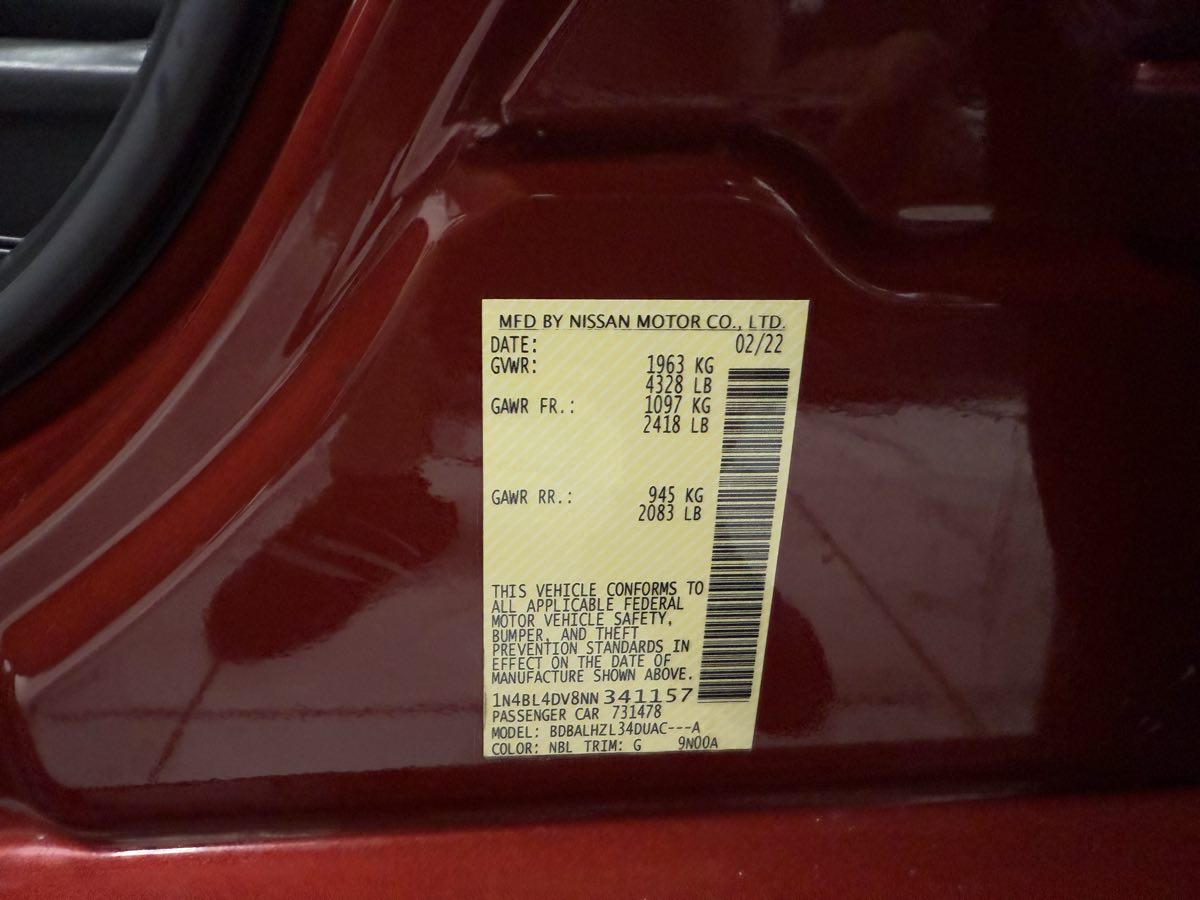 MFD BY NISSAN MOTOR CO., LTD.
DATE: 02/22
GVWR: 1963 KG
4328 LB
GAWR FR.: 1097 KG
2418 LB
GAWR RR.: 945 KG
2083 LB
THIS VEHICLE CONFORMS TO
ALL APPLICABLE FEDERAL
MOTOR VEHICLE SAFETY,
BUMPER, AND THEFT
PREVENTION STANDARDS IN
EFFECT ON THE DATE OF
MANUFACTURE SHOWN ABOVE.
1N4BL4DV8NN 341157
PASSENGER CAR 731478
MODEL: BDBALHZL34DUAC---A
COLOR: NBL TRIM: G 9N00A